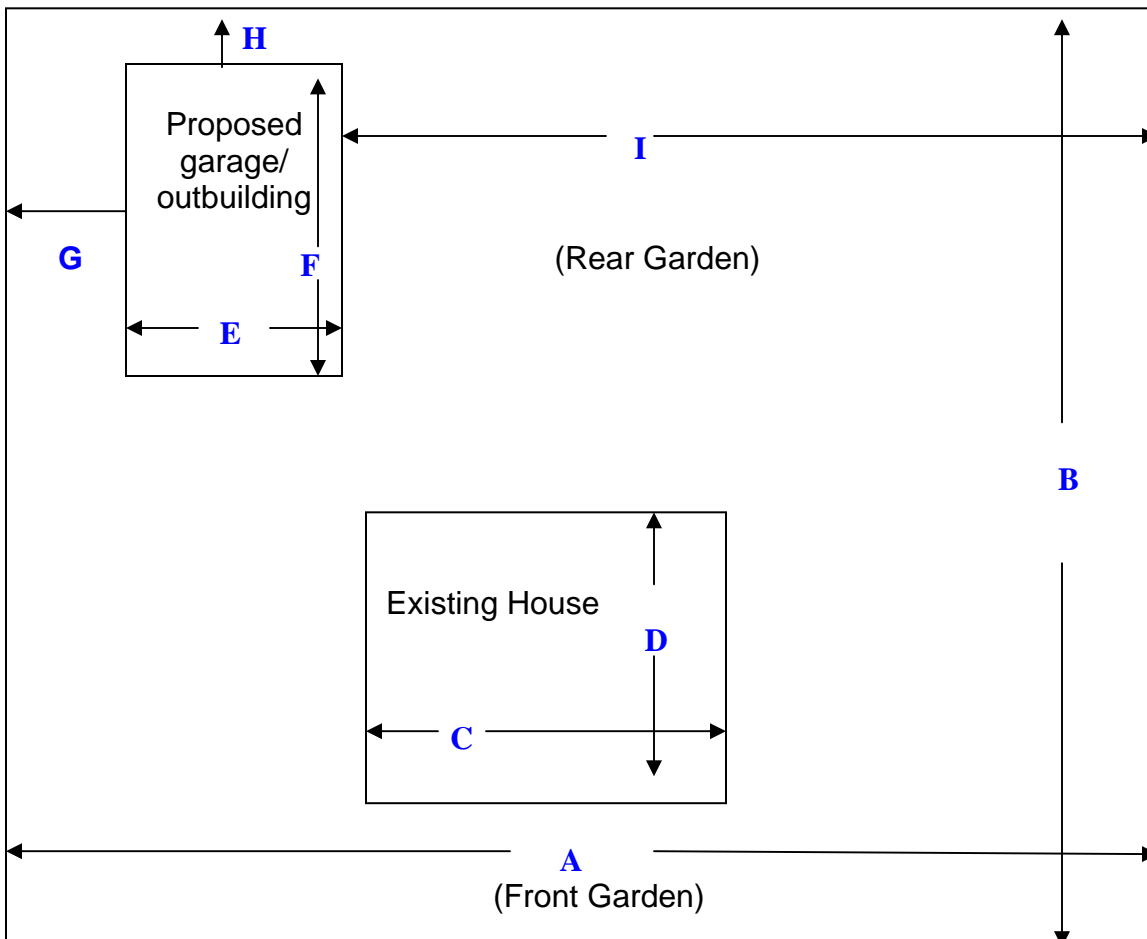 H
Proposed
garage/
outbuilding
I
G
F
(Rear Garden)
E
B
Existing House
D
C
A
(Front Garden)